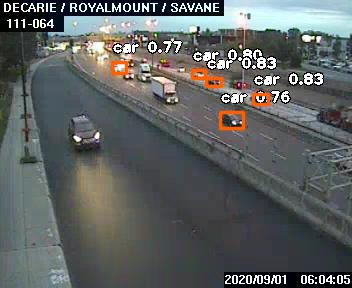 DECARIE / ROYALMOUNT / SAVANE
111-064
car 0.77
car 0.80
car 0.83
car 0.83
car 0.76
2020/09/01 06:04:05